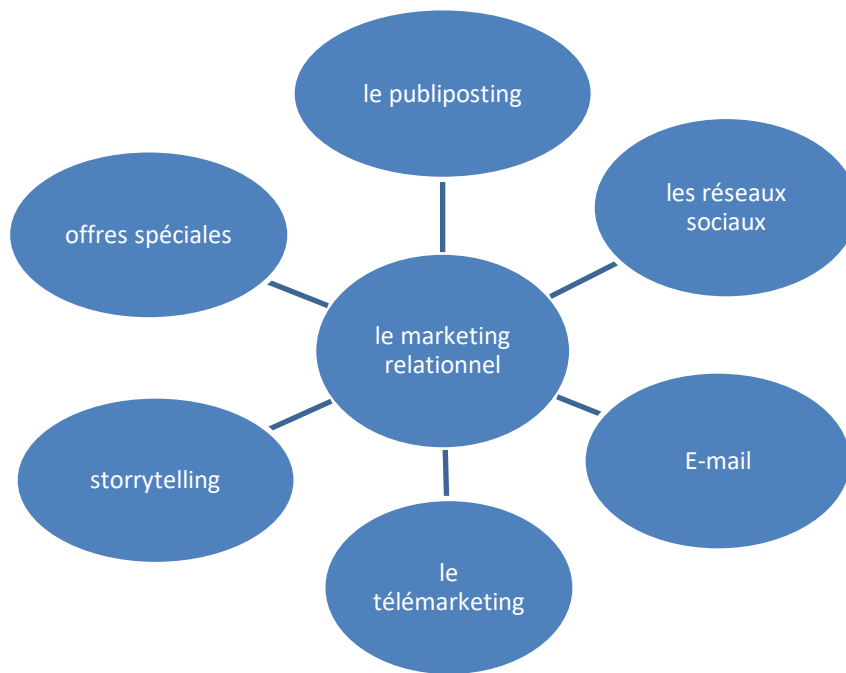 le publiposting
les réseaux
sociaux
offres spéciales
le marketing
relationnel
E-mail
storrytelling
le
télémarketing